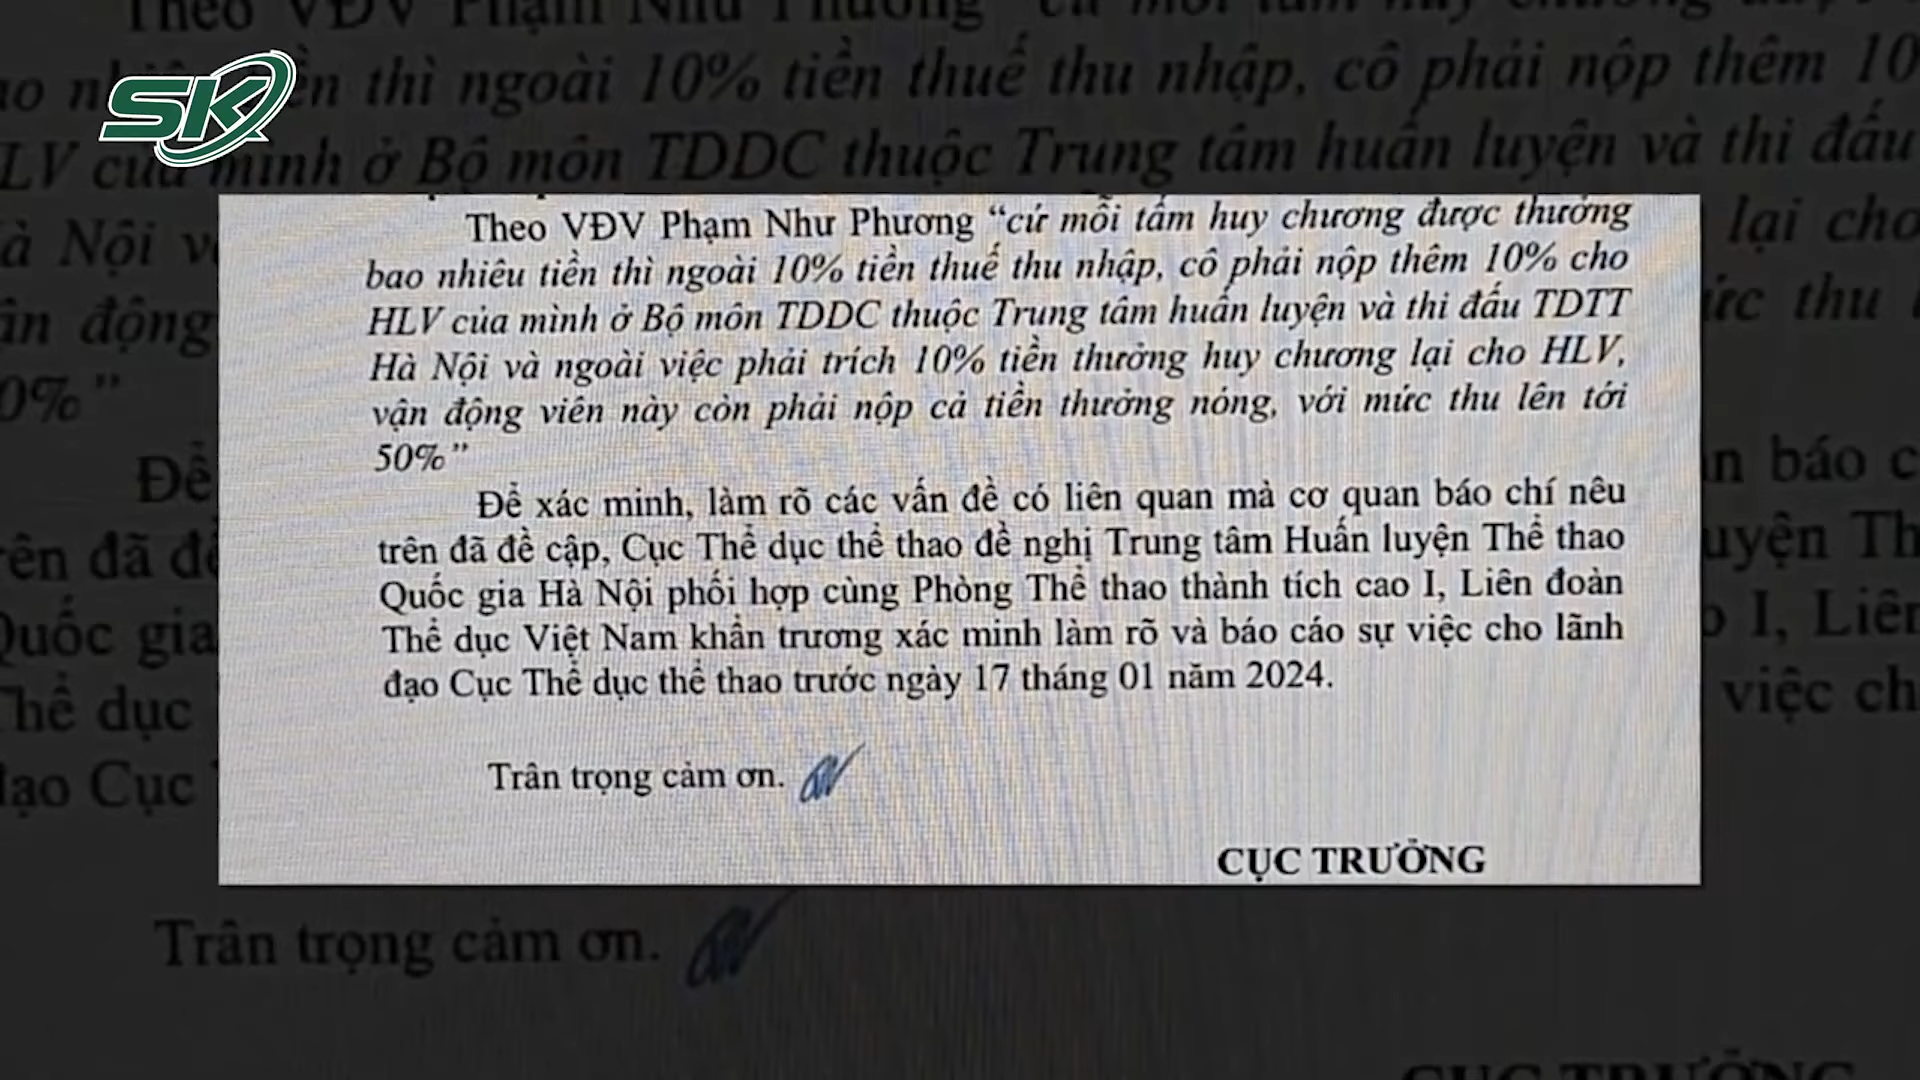 SK
Theo VĐV Phạm Như Phương “cứ mỗi tấm huy chương được thưởng
bao nhiêu tiền thì ngoài 10% tiền thuế thu nhập, cô phải nộp thêm 10% cho
HLV của mình ở Bộ môn TDDC thuộc Trung tâm huấn luyện và thi đấu TDTT
Hà Nội và ngoài việc phải trích 10% tiền thưởng huy chương lại cho HLV,
vận động viên này còn phải nộp cả tiền thưởng nóng, với mức thu lên tới
50%”
Để xác minh, làm rõ các vấn đề có liên quan mà cơ quan báo chí nêu
trên đã đề cập, Cục Thể dục thể thao đề nghị Trung tâm Huấn luyện Thể thao
Quốc gia Hà Nội phối hợp cùng Phòng Thể thao thành tích cao I, Liên đoàn
Thể dục Việt Nam khẩn trương xác minh làm rõ và báo cáo sự việc cho lãnh
đạo Cục Thể dục thể thao trước ngày 17 tháng 01 năm 2024.
Trân trọng cảm ơn.
CỤC TRƯỞNG